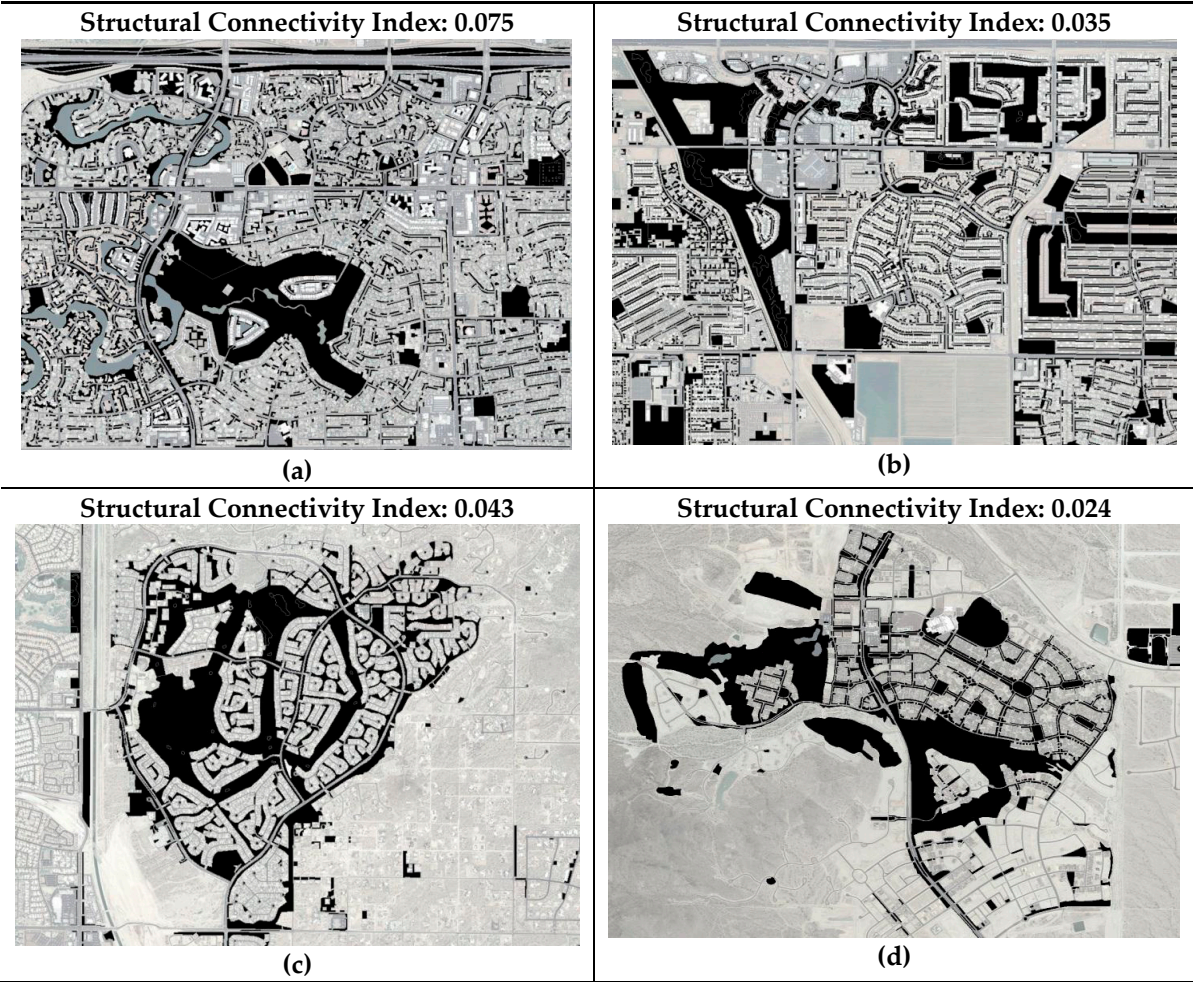 Structural Connectivity Index: 0.075
Structural Connectivity Index: 0.035
(a)
(b)
Structural Connectivity Index: 0.043
Structural Connectivity Index: 0.024
(c)
(d)